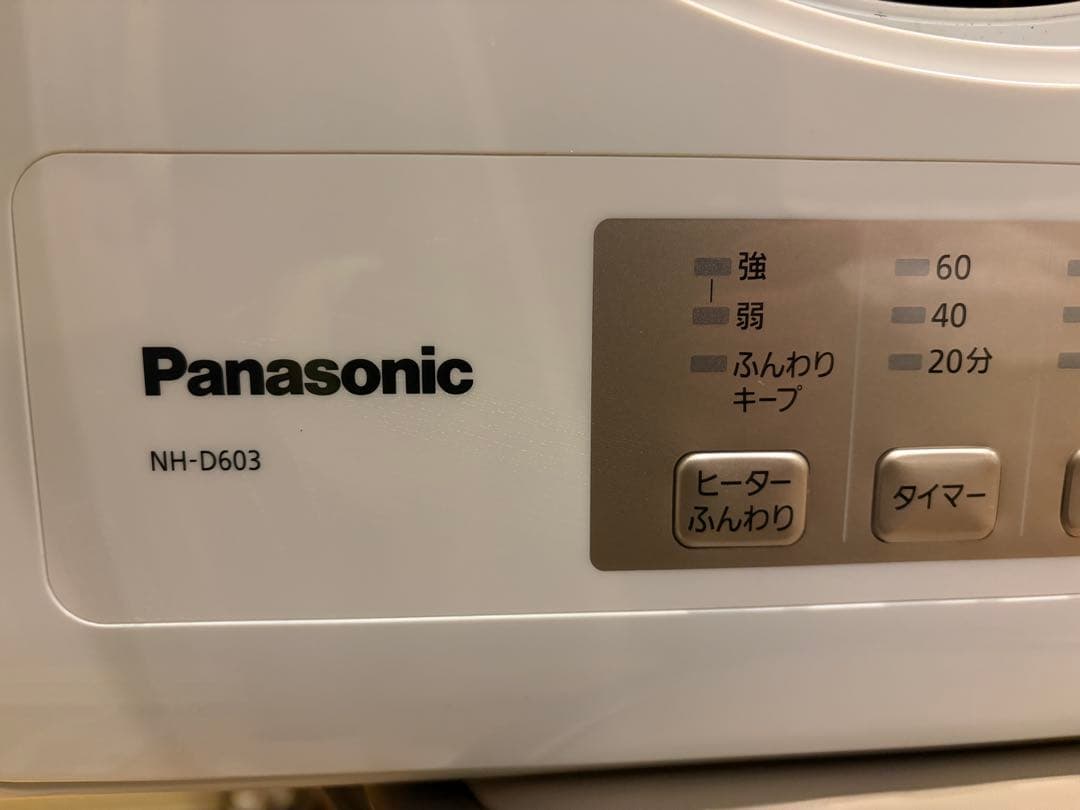 Panasonic
NH-D603
強
弱
ふんわり
キープ
ヒーター
ふんわり
60
40
20分
タイマー